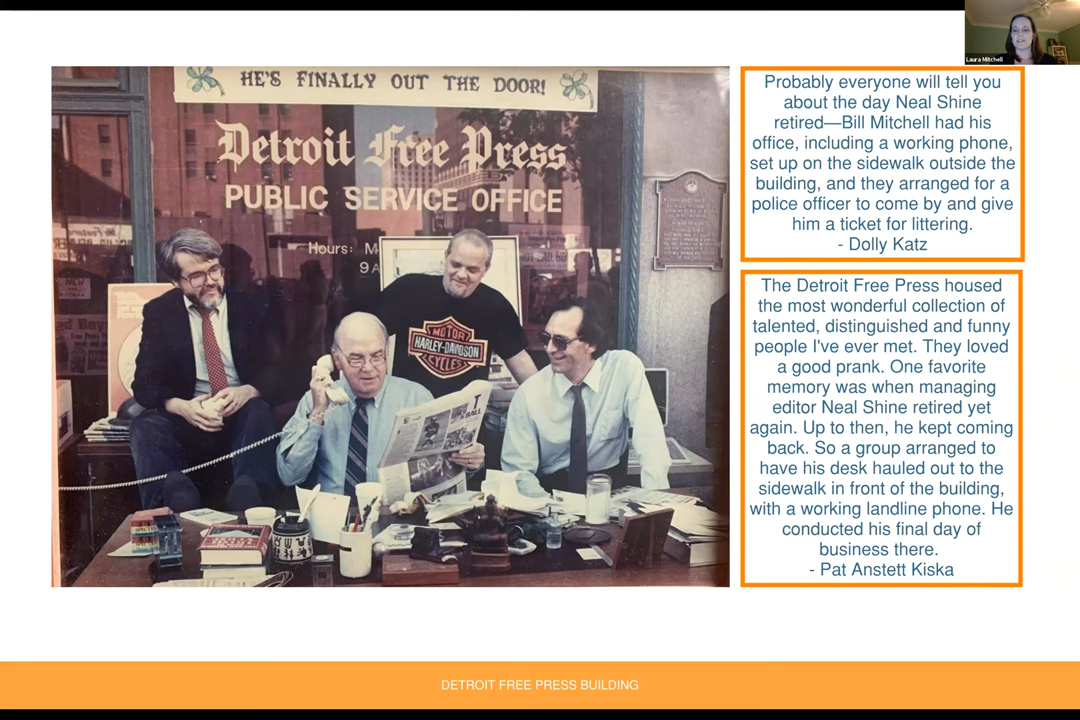 Laura Mitchell
HE'S FINALLY OUT THE DOOR!
Detroit Free Press
PUBLIC SERVICE OFFICE
Hours: M
9 A
MOTOR
HARLEY-DAVIDSON
CYCLES
Probably everyone will tell you
about the day Neal Shine
retired—Bill Mitchell had his
office, including a working phone,
set up on the sidewalk outside the
building, and they arranged for a
police officer to come by and give
him a ticket for littering.
- Dolly Katz
The Detroit Free Press housed
the most wonderful collection of
talented, distinguished and funny
people I've ever met. They loved
a good prank. One favorite
memory was when managing
editor Neal Shine retired yet
again. Up to then, he kept coming
back. So a group arranged to
have his desk hauled out to the
sidewalk in front of the building,
with a working landline phone. He
conducted his final day of
business there.
- Pat Anstett Kiska
DETROIT FREE PRESS BUILDING